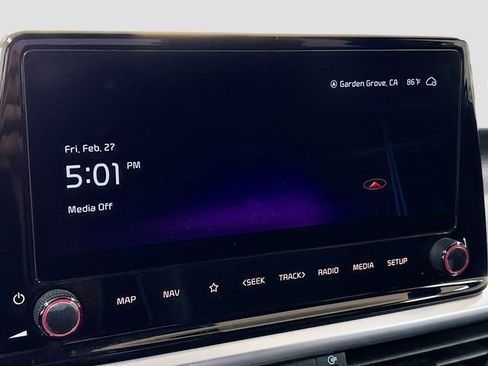 Garden Grove, CA 86°F
Fri, Feb. 27
5:01 PM
Media Off
MAP NAV <SEEK TRACK> RADIO MEDIA SETUP